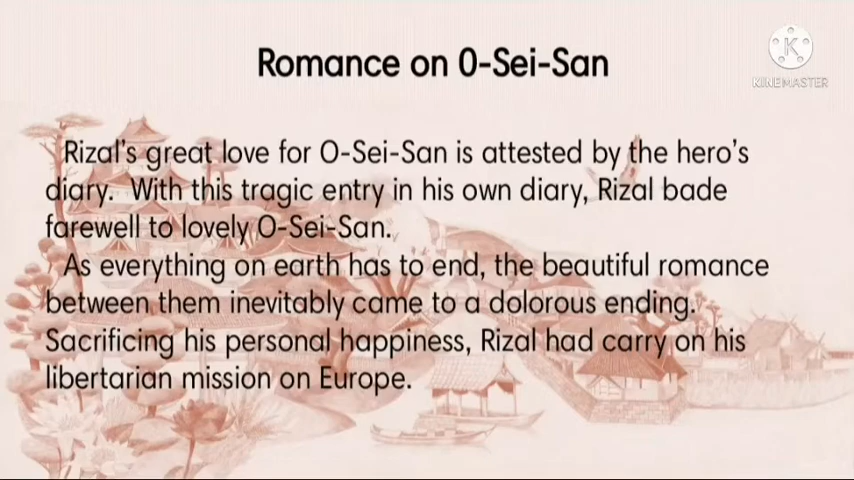 Romance on O-Sei-San
KINEMASTER
Rizal's great love for O-Sei-San is attested by the hero's
diary. With this tragic entry in his own diary, Rizal bade
farewell to lovely O-Sei-San.
As everything on earth has to end, the beautiful romance
between them inevitably came to a dolorous ending.
Sacrificing his personal happiness, Rizal had carry on his
libertarian mission on Europe.